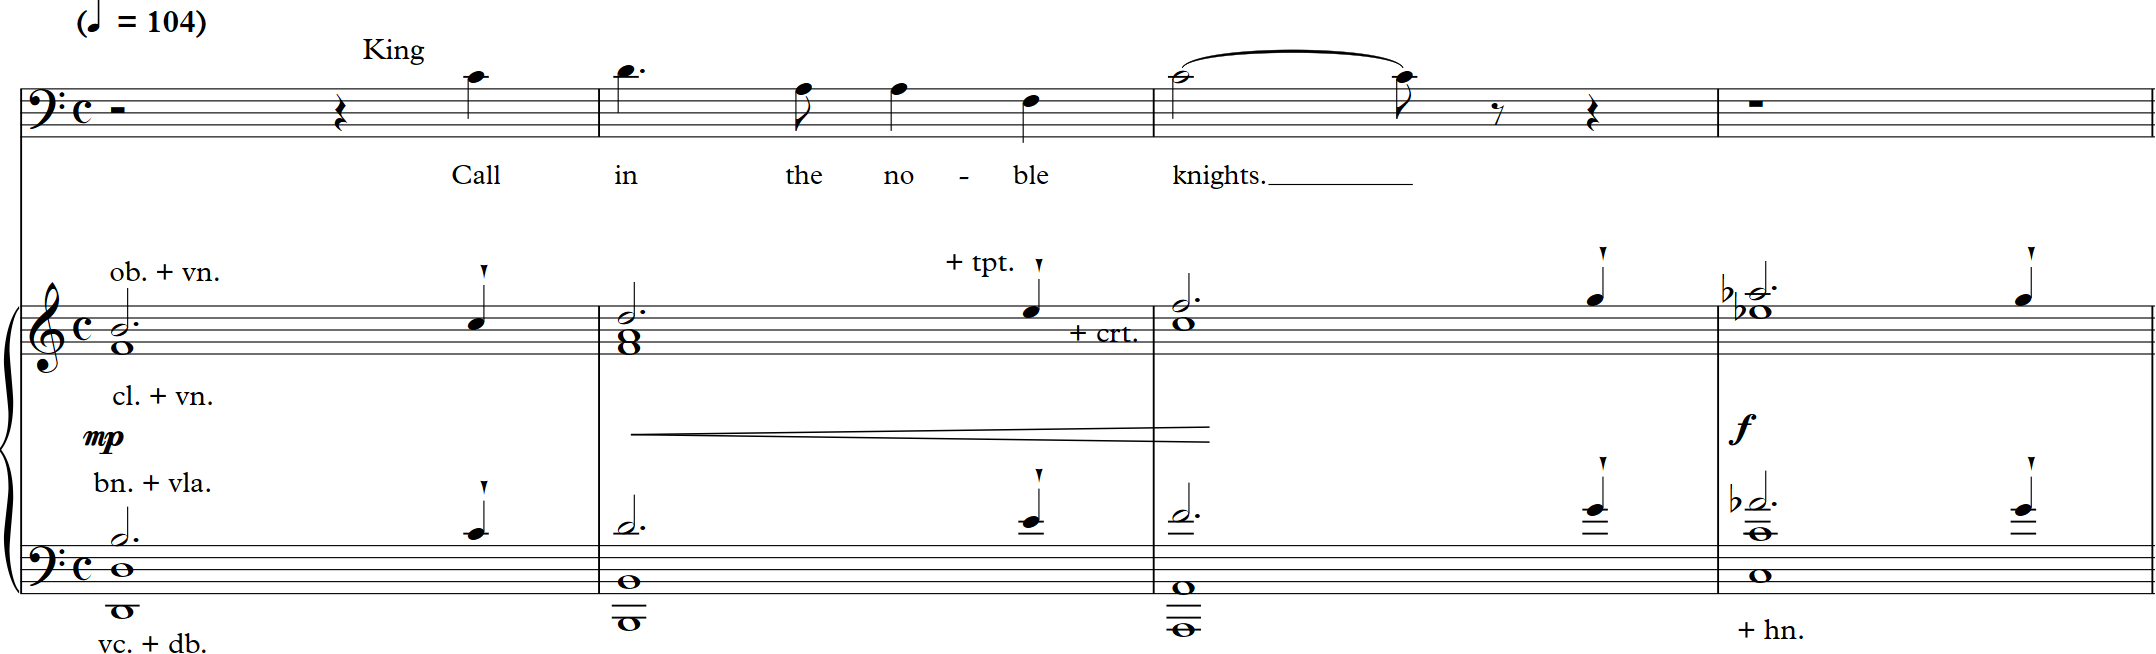 (♩ = 104)
King
Call in the no - ble knights.
ob. + vn.
+ tpt.
+ crt.
cl. + vn.
mp
f
bn. + vla.
vc. + db.
+ hn.